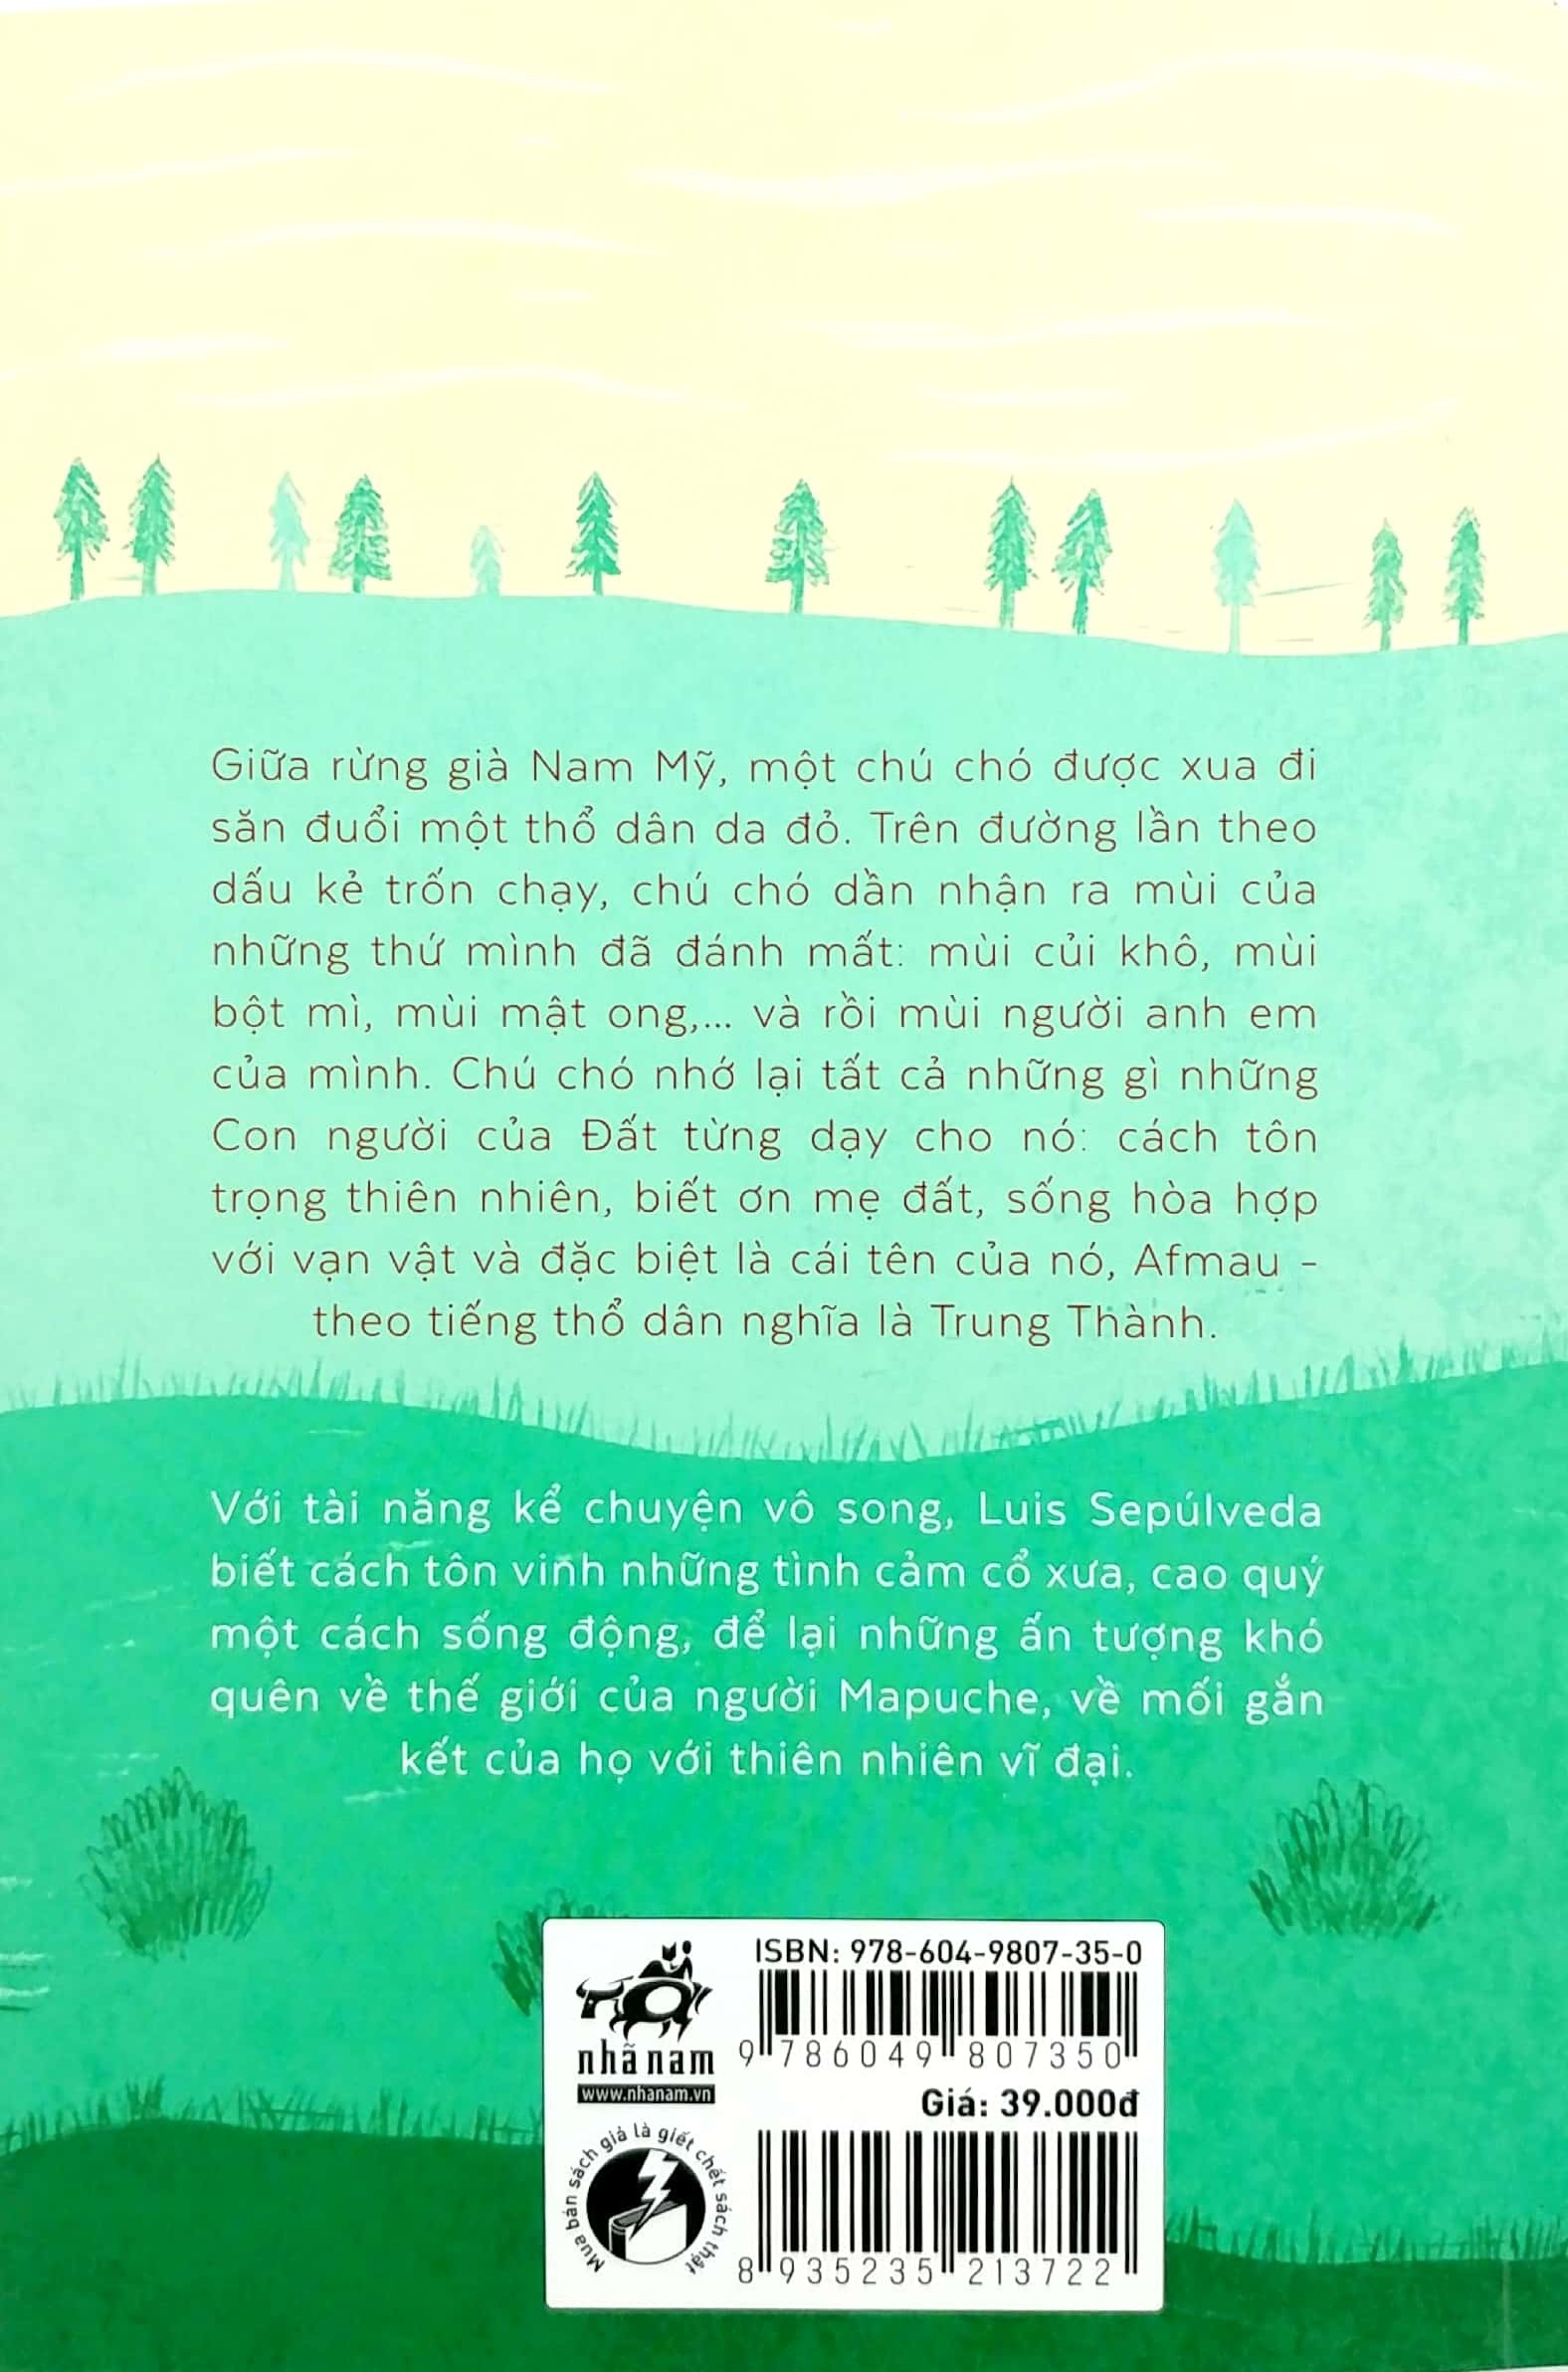 Giữa rừng già Nam Mỹ, một chú chó được xua đi
săn đuổi một thổ dân da đỏ. Trên đường lần theo
dấu kẻ trốn chạy, chú chó dần nhận ra mùi của
những thứ mình đã đánh mất: mùi củi khô, mùi
bột mì, mùi mật ong,... và rồi mùi người anh em
của mình. Chú chó nhớ lại tất cả những gì những
Con người của Đất từng dạy cho nó: cách tôn
trọng thiên nhiên, biết ơn mẹ đất, sống hòa hợp
với vạn vật và đặc biệt là cái tên của nó, Afmau -
theo tiếng thổ dân nghĩa là Trung Thành.
Với tài năng kể chuyện vô song, Luis Sepúlveda
biết cách tôn vinh những tình cảm cổ xưa, cao quý
một cách sống động, để lại những ấn tượng khó
quên về thế giới của người Mapuche, về mối gắn
kết của họ với thiên nhiên vĩ đại.
nhã nam
www.nhanam.vn
Mua bán sách giả là giết chết sách thật
ISBN: 978-604-9807-35-0
9 786049 807350
Giá: 39.000đ
8 935235 213722